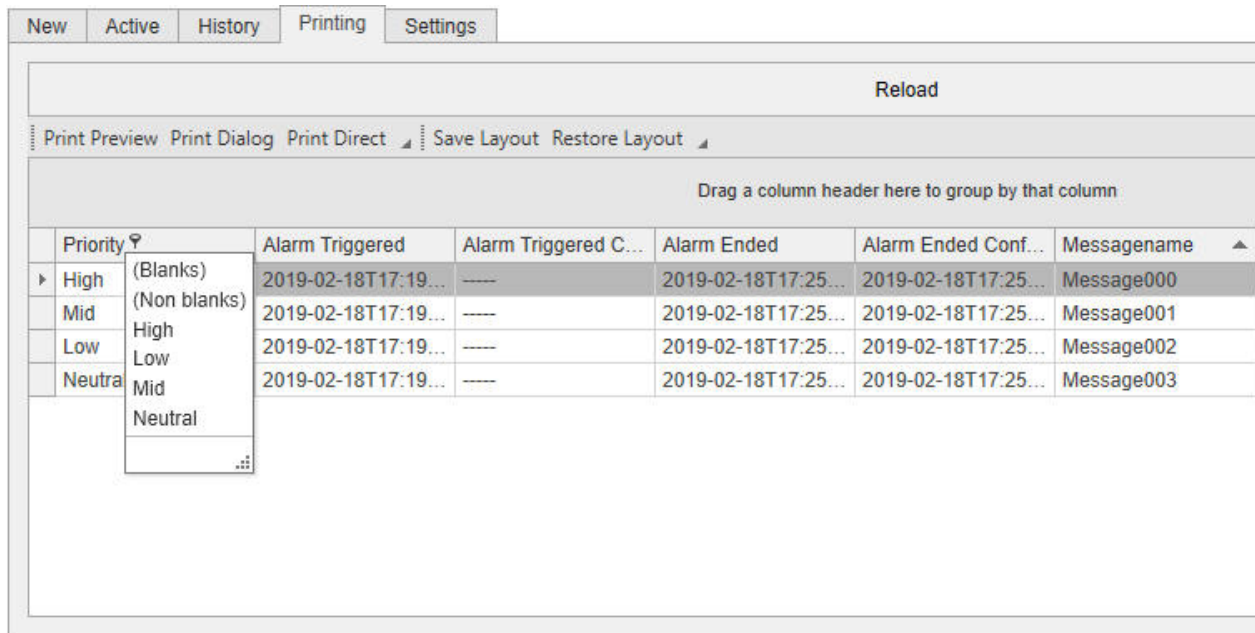 New Active History Printing Settings
Reload
Print Preview Print Dialog Print Direct Save Layout Restore Layout
Drag a column header here to group by that column
Priority Alarm Triggered Alarm Triggered C... Alarm Ended Alarm Ended Conf... Messagename
High 2019-02-18T17:19... ----- 2019-02-18T17:25... 2019-02-18T17:25... Message000
Mid 2019-02-18T17:19... ----- 2019-02-18T17:25... 2019-02-18T17:25... Message001
Low 2019-02-18T17:19... ----- 2019-02-18T17:25... 2019-02-18T17:25... Message002
Neutral 2019-02-18T17:19... ----- 2019-02-18T17:25... 2019-02-18T17:25... Message003
(Blanks)
(Non blanks)
High
Low
Mid
Neutral